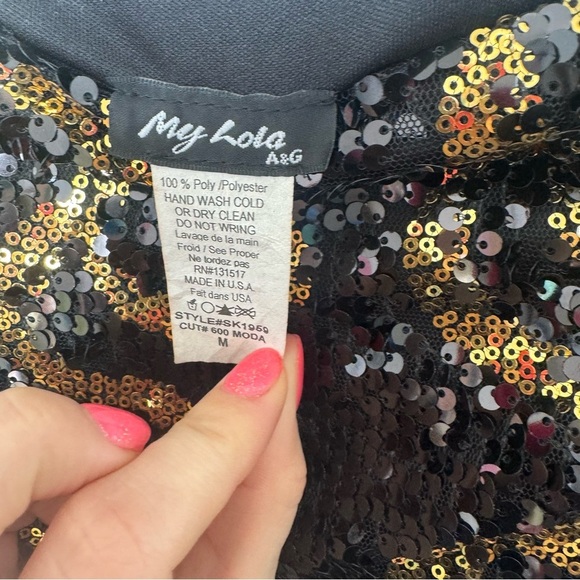 My Lola
A&G
100 % Poly /Polyester
HAND WASH COLD
OR DRY CLEAN
DO NOT WRING
Lavage de la main
Froid / See Proper
Ne lordez pas
RN#131517
MADE IN U.S.A.
Fait dans USA
STYLE#SK1959
CUT# 600 MODA
M